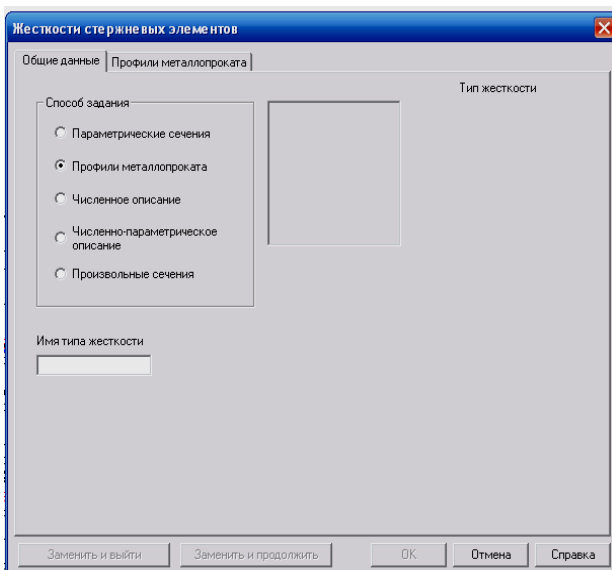 Жесткости стержневых элементов
Общие данные
Профили металлопроката
Тип жесткости
Способ задания
Параметрические сечения
Профили металлопроката
Численное описание
Численно-параметрическое
описание
Произвольные сечения
Имя типа жесткости
Заменить и выйти
Заменить и продолжить
OK
Отмена
Справка